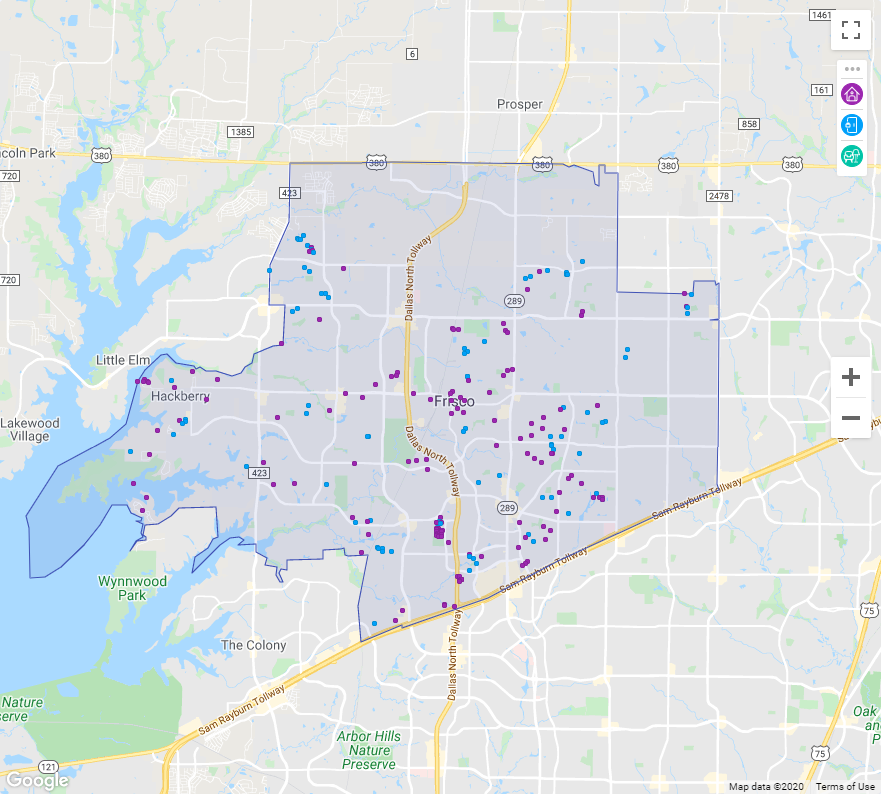 1461
6
161
Prosper
858
1385
coln Park
380
380
380
380
380
720
423
2478
Dallas North Tollway
720
289
Little Elm
Hackberry
Frisco
Lakewood
Village
Dallas North Tollway
423
Sam Rayburn Tollway
289
Sam Rayburn Tollway
Wynnwood
Park
75
The Colony
Dallas North Tollway
Sam Rayburn Tollway
Nature
serve
Oak
an
P
Arbor Hills
Nature
Preserve
75
121
Google
Map data ©2020 Terms of Use